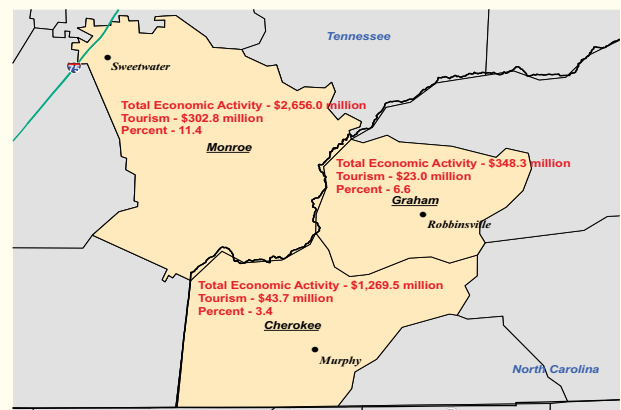 Tennessee
75
Sweetwater
Total Economic Activity - $2,656.0 million
Tourism - $302.8 million
Percent - 11.4
Monroe
Total Economic Activity - $348.3 million
Tourism - $23.0 million
Percent - 6.6
Graham
Robbinsville
Total Economic Activity - $1,269.5 million
Tourism - $43.7 million
Percent - 3.4
Cherokee
Murphy
North Carolina